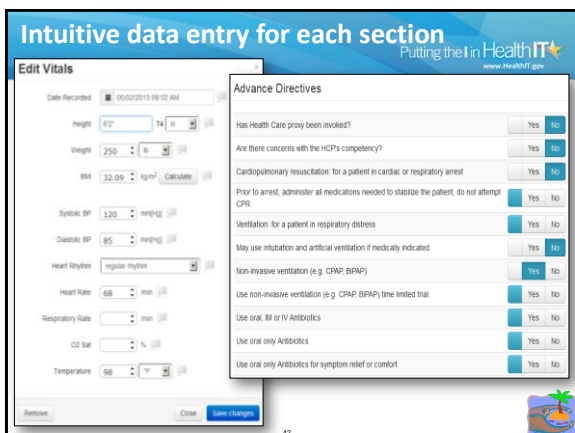 Intuitive data entry for each section
Putting the I in Health IT
www.HealthIT.gov
Edit Vitals
×
Date Recorded 05/02/2013 09:02 AM
Height 6'2" 74 in
Weight 250 lb
BMI 32.09 kg/m² Calculate
Systolic BP 120 mm[Hg]
Diastolic BP 85 mm[Hg]
Heart Rhythm regular rhythm
Heart Rate 68 min
Respiratory Rate min
O2 Sat %
Temperature 98 °F
Remove Close Save changes
Advance Directives
Has Health Care proxy been invoked? Yes No
Are there concerns with the HCP's competency? Yes No
Cardiopulmonary resuscitation: for a patient in cardiac or respiratory arrest Yes No
Prior to arrest, administer all medications needed to stabilize the patient, do not attempt
CPR Yes No
Ventilation: for a patient in respiratory distress Yes No
May use intubation and artificial ventilation if medically indicated Yes No
Non-invasive ventilation (e.g. CPAP, BIPAP) Yes No
Use non-invasive ventilation (e.g. CPAP, BIPAP) time limited trial Yes No
Use oral, IM or IV Antibiotics Yes No
Use oral only Antibiotics Yes No
Use oral only Antibiotics for symptom relief or comfort Yes No